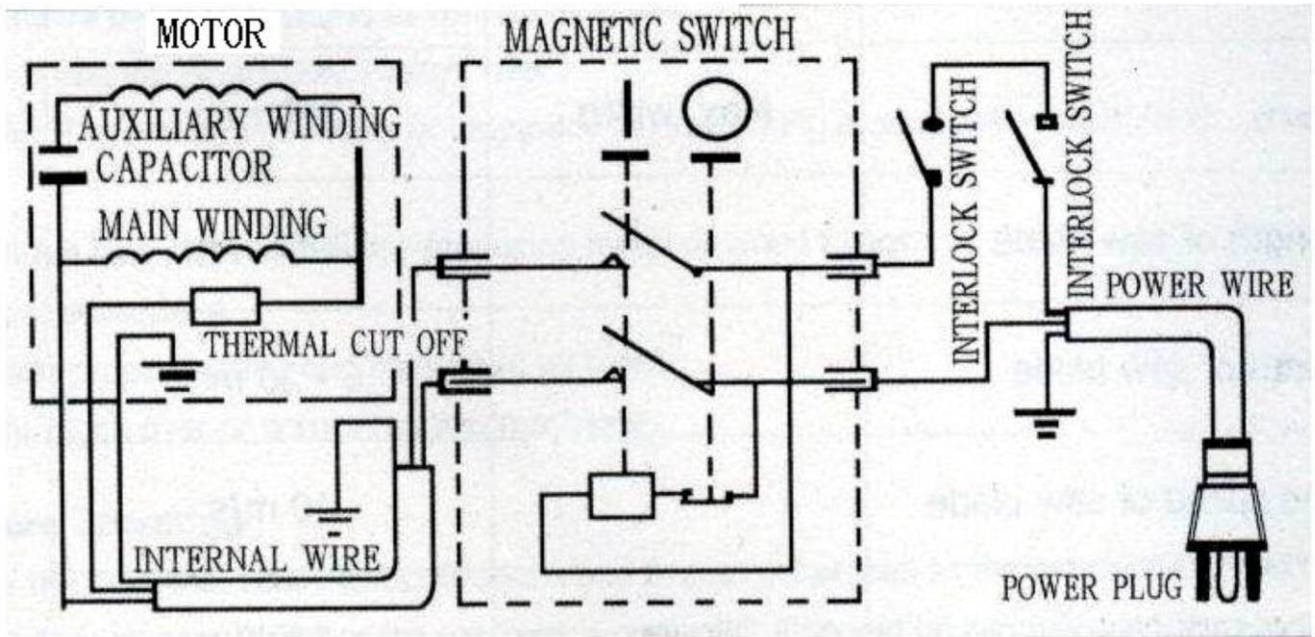 MOTOR
MAGNETIC SWITCH
AUXILIARY WINDING
CAPACITOR
MAIN WINDING
THERMAL CUT OFF
INTERNAL WIRE
INTERLOCK SWITCH
INTERLOCK SWITCH
POWER WIRE
POWER PLUG